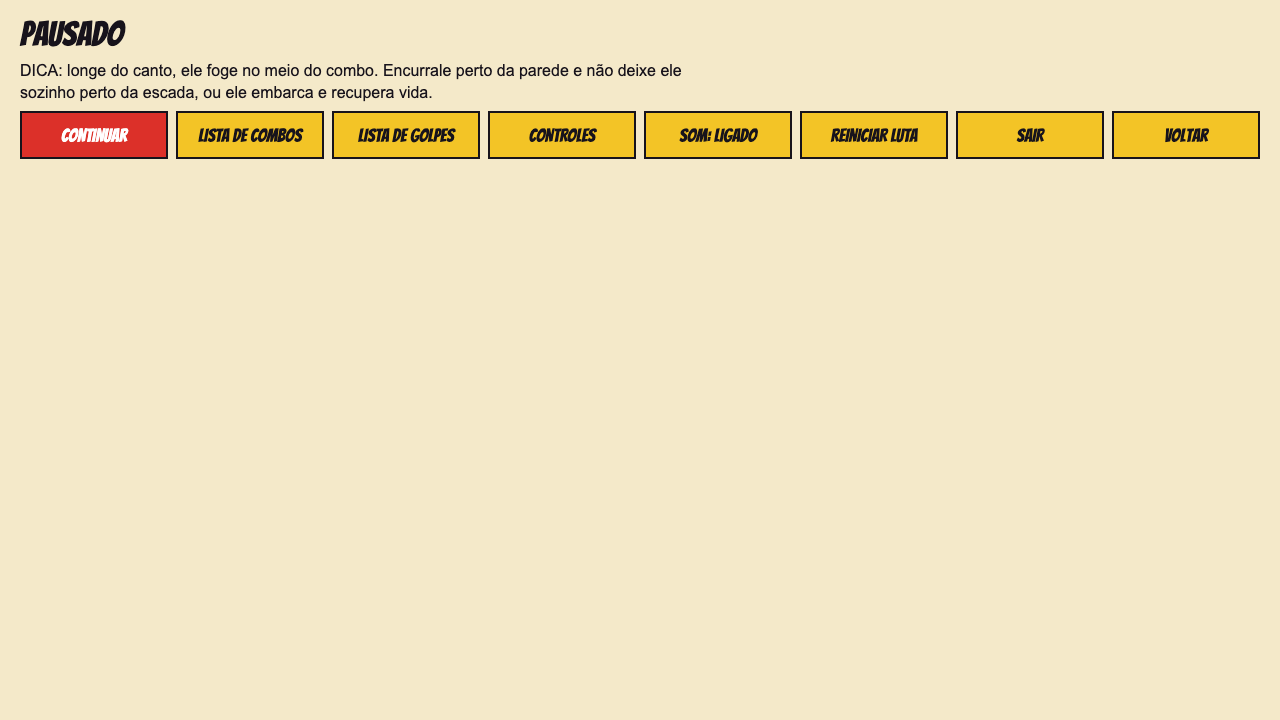 PAUSADO
DICA: longe do canto, ele foge no meio do combo. Encurrale perto da parede e não deixe ele
sozinho perto da escada, ou ele embarca e recupera vida.
CONTINUAR LISTA DE COMBOS LISTA DE GOLPES CONTROLES SOM: LIGADO REINICIAR LUTA SAIR VOLTAR